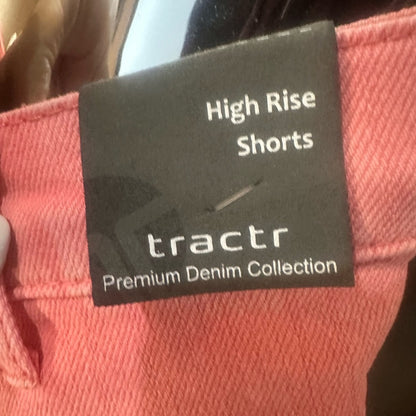 High Rise
Shorts
tractr
Premium Denim Collection